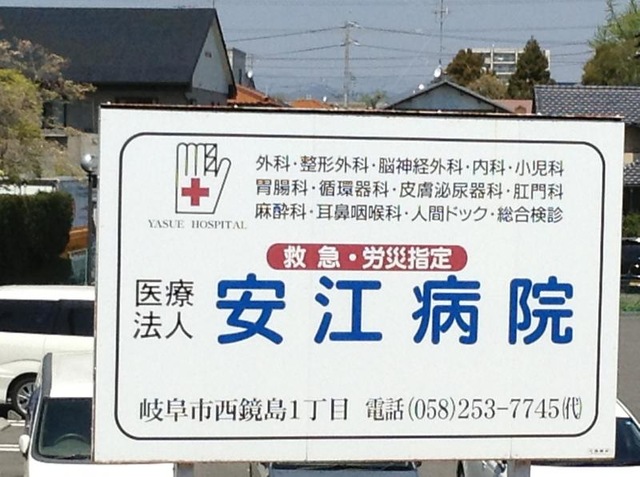 外科・整形外科・脳神経外科・内科・小児科
胃腸科・循環器科・皮膚泌尿器科・肛門科
麻酔科・耳鼻咽喉科・人間ドック・総合検診
YASUE HOSPITAL
救急・労災指定
医療法人 安江病院
岐阜市西鏡島1丁目 電話(058)253-7745(代)